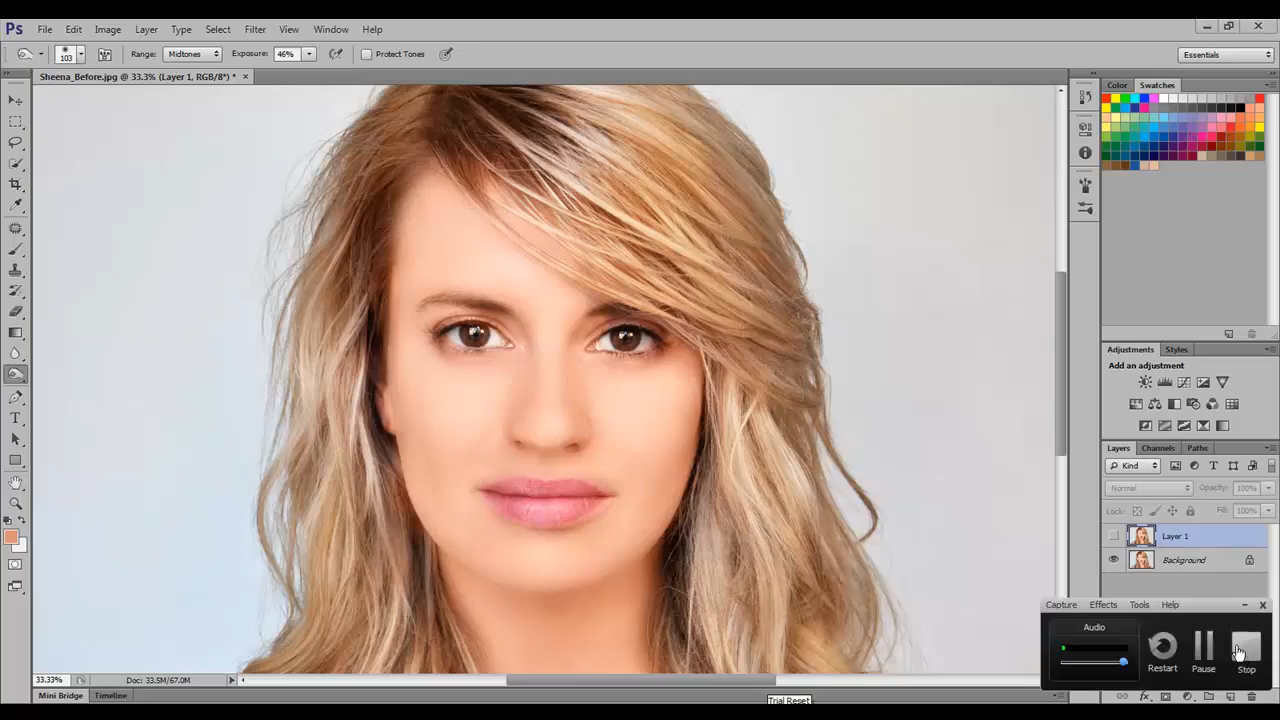 Ps File Edit Image Layer Type Select Filter View Window Help
103 Range: Midtones Exposure: 46% Protect Tones Essentials
Sheena_Before.jpg @ 33.3% (Layer 1, RGB/8*) * ×
Color Swatches
Adjustments Styles
Add an adjustment
Layers Channels Paths
Kind
Normal Opacity: 100%
Lock: Fill: 100%
Layer 1
Background
Capture Effects Tools Help
Audio
Restart Pause Stop
33.33% Doc: 33.5M/67.0M
Mini Bridge Timeline
Trial Reset